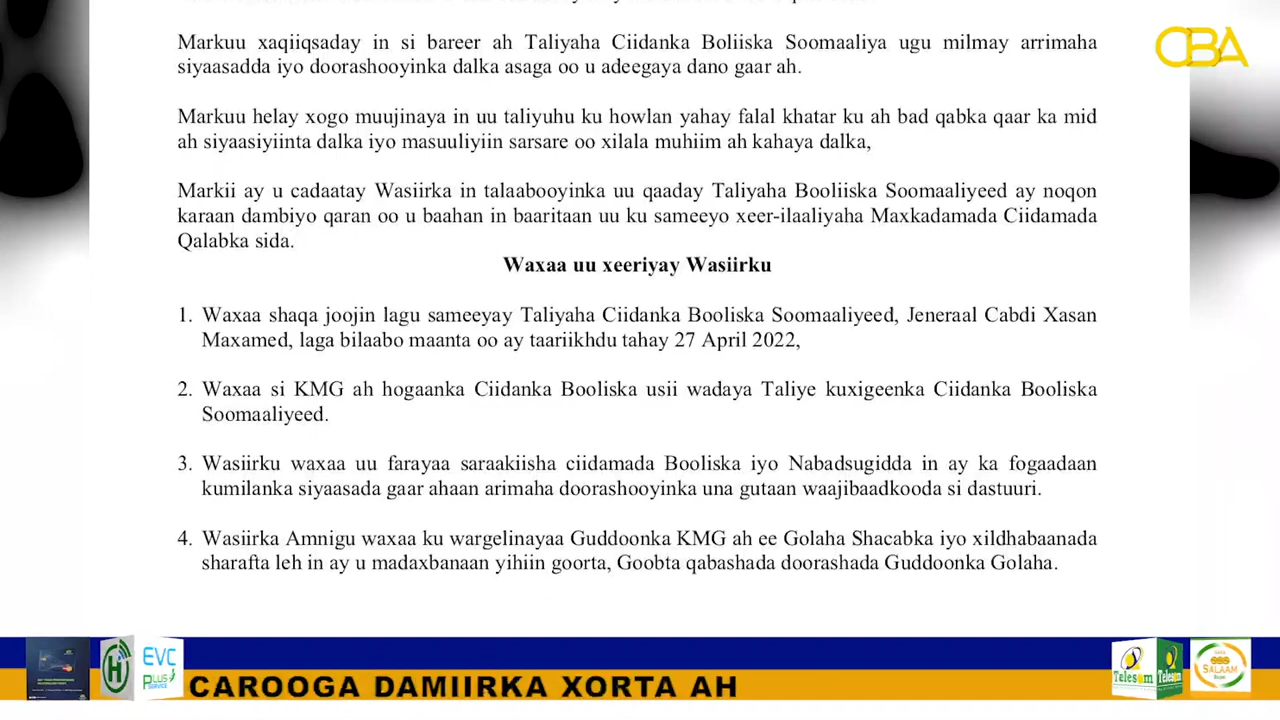 CBA
Markuu xaqiiqsaday in si bareer ah Taliyaha Ciidanka Boliiska Soomaaliya ugu milmay arrimaha
siyaasadda iyo doorashooyinka dalka asaga oo u adeegaya dano gaar ah.
Markuu helay xogo muujinaya in uu taliyuhu ku howlan yahay falal khatar ku ah bad qabka qaar ka mid
ah siyaasiyiinta dalka iyo masuuliyiin sarsare oo xilala muhiim ah kahaya dalka,
Markii ay u cadaatay Wasiirka in talaabooyinka uu qaaday Taliyaha Booliiska Soomaaliyeed ay noqon
karaan dambiyo qaran oo u baahan in baaritaan uu ku sameeyo xeer-ilaaliyaha Maxkadamada Ciidamada
Qalabka sida.
Waxaa uu xeeriyay Wasiirku
1. Waxaa shaqa joojin lagu sameeyay Taliyaha Ciidanka Booliska Soomaaliyeed, Jeneraal Cabdi Xasan
Maxamed, laga bilaabo maanta oo ay taariikhdu tahay 27 April 2022,
2. Waxaa si KMG ah hogaanka Ciidanka Booliska usii wadaya Taliye kuxigeenka Ciidanka Booliska
Soomaaliyeed.
3. Wasiirku waxaa uu farayaa saraakiisha ciidamada Booliska iyo Nabadsugidda in ay ka fogaadaan
kumilanka siyaasada gaar ahaan arimaha doorashooyinka una gutaan waajibaadkooda si dastuuri.
4. Wasiirka Amnigu waxaa ku wargelinayaa Guddoonka KMG ah ee Golaha Shacabka iyo xildhabaanada
sharafta leh in ay u madaxbanaan yihiin goorta, Goobta qabashada doorashada Guddoonka Golaha.
EVC
PLUS
SERVICE
CAROOGA DAMIRKA XORTA AH
Telesom
Telesom
SALAAM